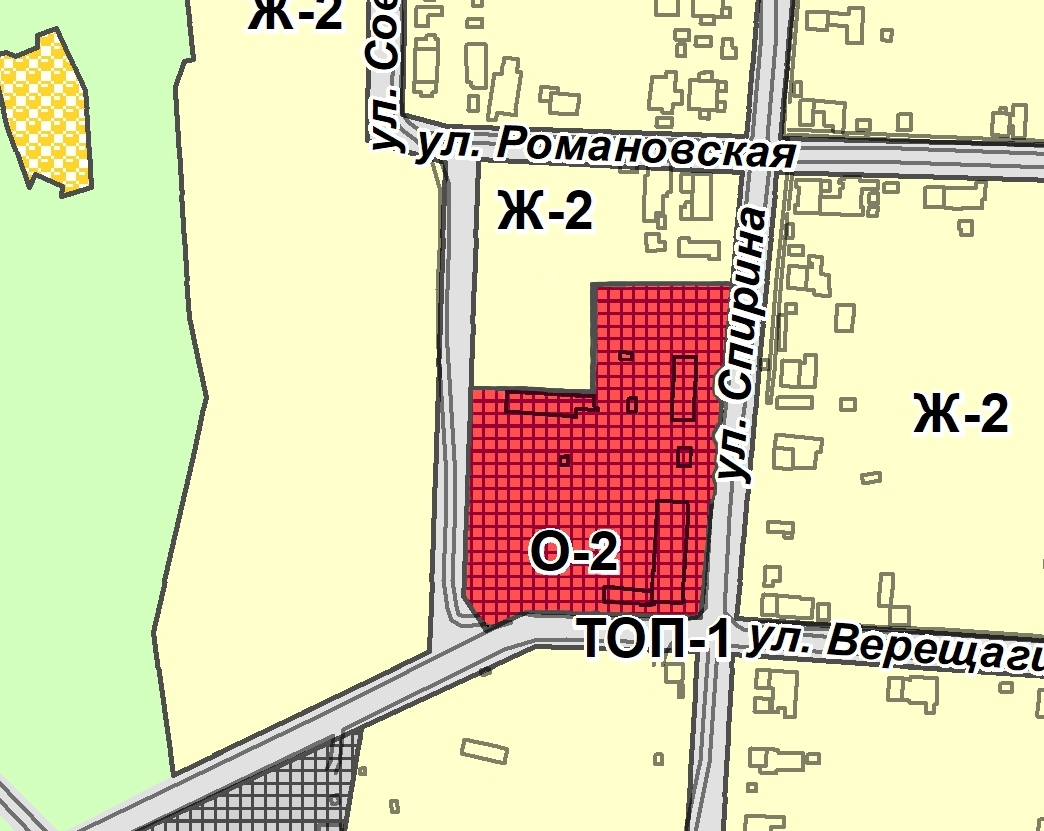 Ж-2
ул. Сое
ул. Романовская
Ж-2
ул. Спирина
Ж-2
О-2
ТОП-1
ул. Верещаги